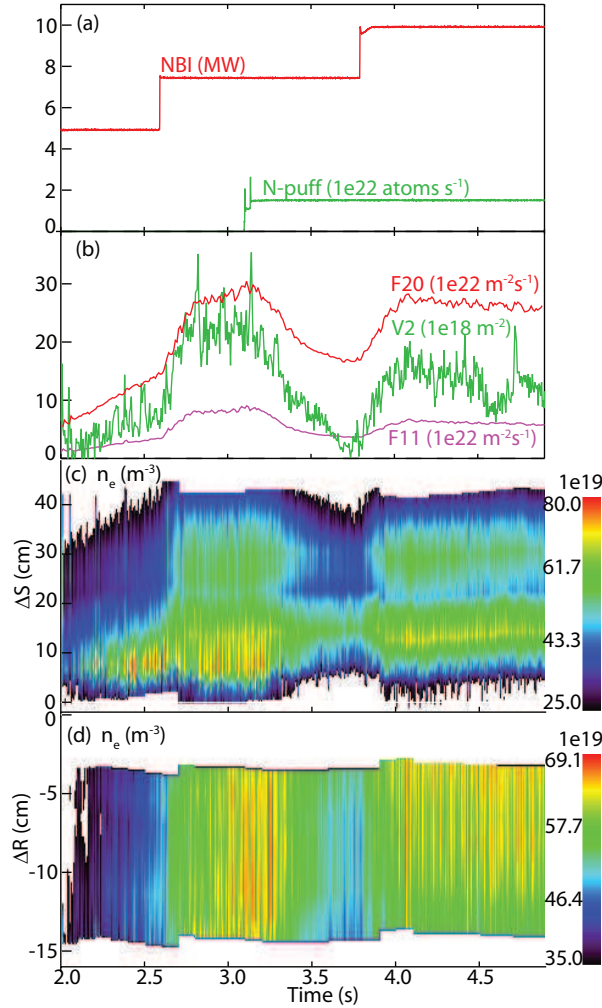 (a)
10
8
6
4
2
0
NBI (MW)
N-puff (1e22 atoms s⁻¹)
(b)
30
20
10
0
F20 (1e22 m⁻²s⁻¹)
V2 (1e18 m⁻²)
F11 (1e22 m⁻²s⁻¹)
(c) nₑ (m⁻³)
40
30
20
10
0
ΔS (cm)
1e19
80.0
61.7
43.3
25.0
(d) nₑ (m⁻³)
0
-5
-10
-15
ΔR (cm)
1e19
69.1
57.7
46.4
35.0
2.0 2.5 3.0 3.5 4.0 4.5
Time (s)